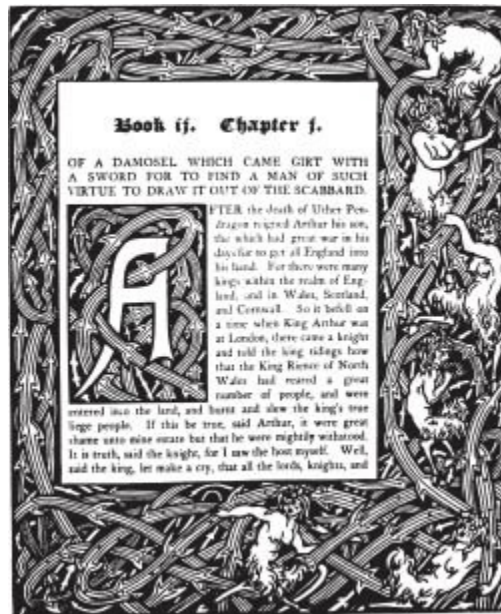 Book ij. Chapter j.
OF A DAMOSEL WHICH CAME GIRT WITH
A SWORD FOR TO FIND A MAN OF SUCH
VIRTUE TO DRAW IT OUT OF THE SCABBARD.
AFTER the death of Uther Pen-
dragon reigned Arthur his son,
the which had great war in his
days for to get all England into
his hand. For there were many
kings within the realm of Eng-
land, and in Wales, Scotland,
and Cornwall. So it befell on
a time when King Arthur was
at London, there came a knight
and told the king tidings how
that the King Rience of North
Wales had reared a great
number of people, and were
entered into the land, and burnt and slew the king's true
liege people. If this be true, said Arthur, it were great
shame unto mine estate but that he were mightily withstood.
It is truth, said the knight, for I saw the host myself. Well,
said the king, let make a cry, that all the lords, knights, and